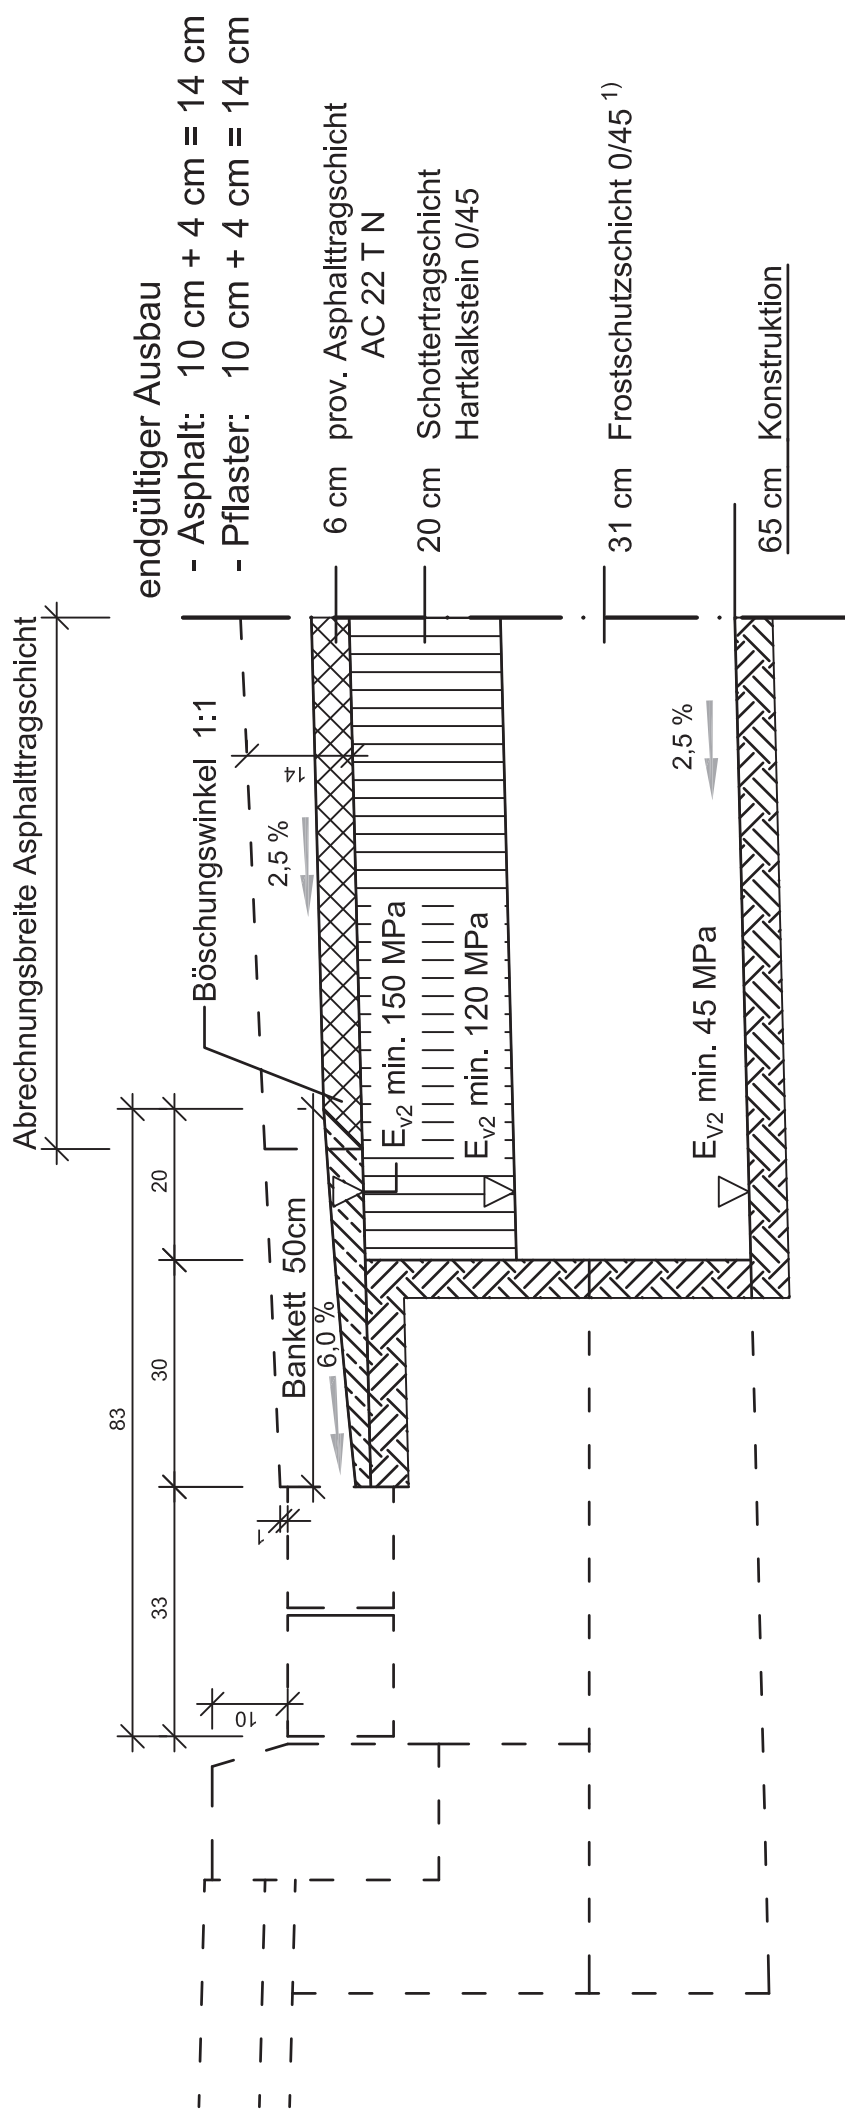 Abrechnungsbreite Asphalttragschicht
endgültiger Ausbau
- Asphalt: 10 cm + 4 cm = 14 cm
- Pflaster: 10 cm + 4 cm = 14 cm
83
33
30
20
Böschungswinkel 1:1
10
1
Bankett 50cm
6,0 %
2,5 %
14
6 cm prov. Asphalttragschicht
AC 22 T N
Ev2 min. 150 MPa
20 cm Schottertragschicht
Hartkalkstein 0/45
Ev2 min. 120 MPa
31 cm Frostschutzschicht 0/45 1)
2,5 %
EV2 min. 45 MPa
65 cm Konstruktion